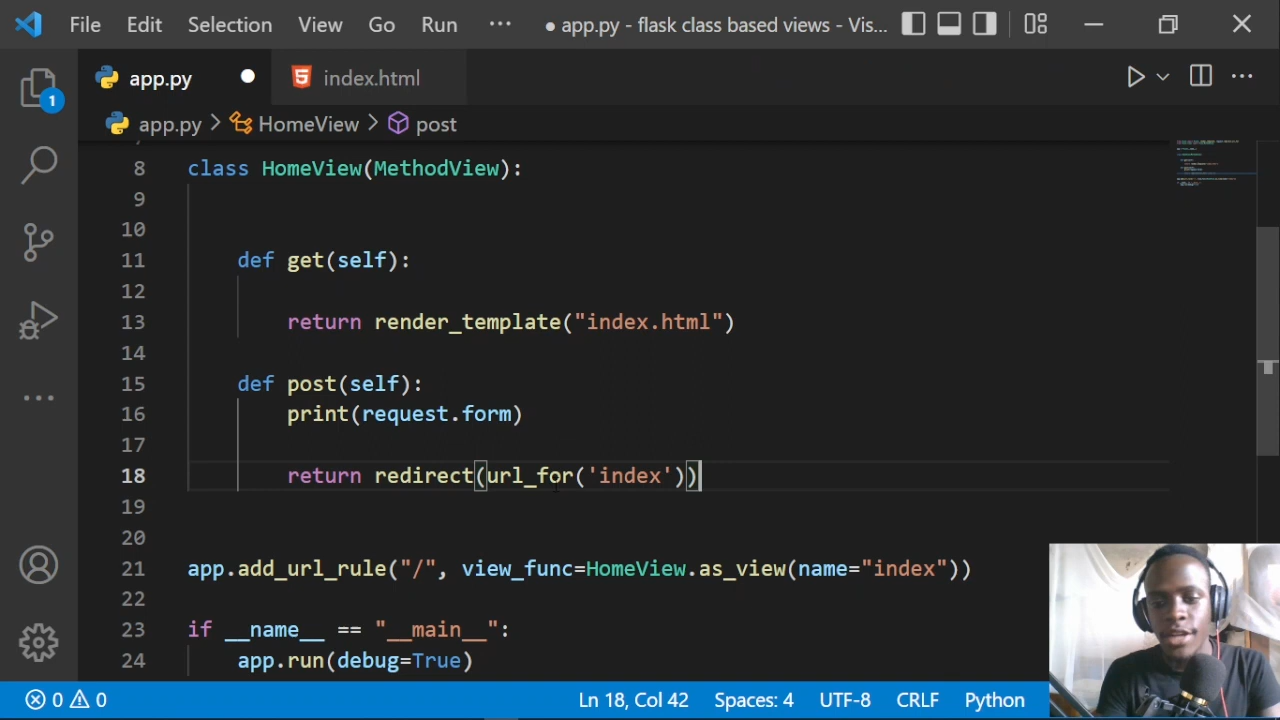 File Edit View Go Run ··· ● app.py - flask class based views - Vis...
app.py ● index.html
1
app.py > HomeView > post
8 class HomeView(MethodView):
9
10
11 def get(self):
12
13 return render_template("index.html")
14
15 def post(self):
16 print(request.form)
17
18 return redirect(url_for('index'))
19
20
21 app.add_url_rule("/", view_func=HomeView.as_view(name="index"))
22
23 if __name__ == "__main__":
24 app.run(debug=True)
0 0 Ln 18, Col 42 Spaces: 4 UTF-8 CRLF Python